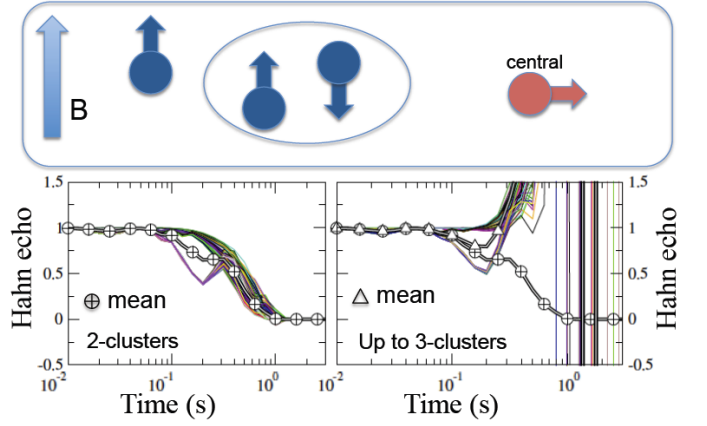 B
central
1.5
1
0.5
0
-0.5
Hahn echo
mean
2-clusters
10^-2
10^-1
10^0
Time (s)
mean
Up to 3-clusters
10^-2
10^-1
10^0
Time (s)
1.5
1
0.5
0
-0.5
Hahn echo